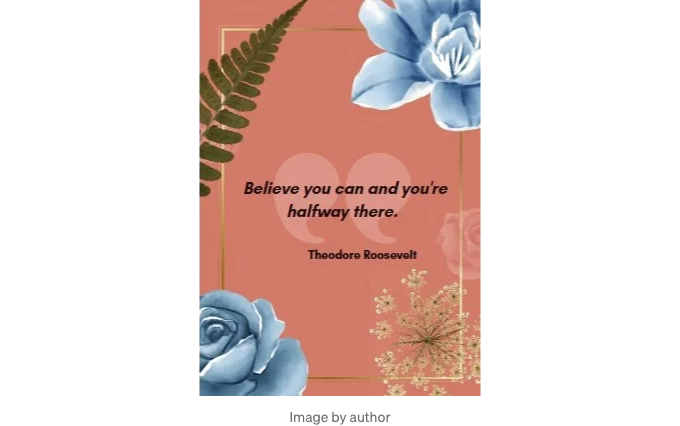 Believe you can and you're
halfway there.
Theodore Roosevelt
Image by author